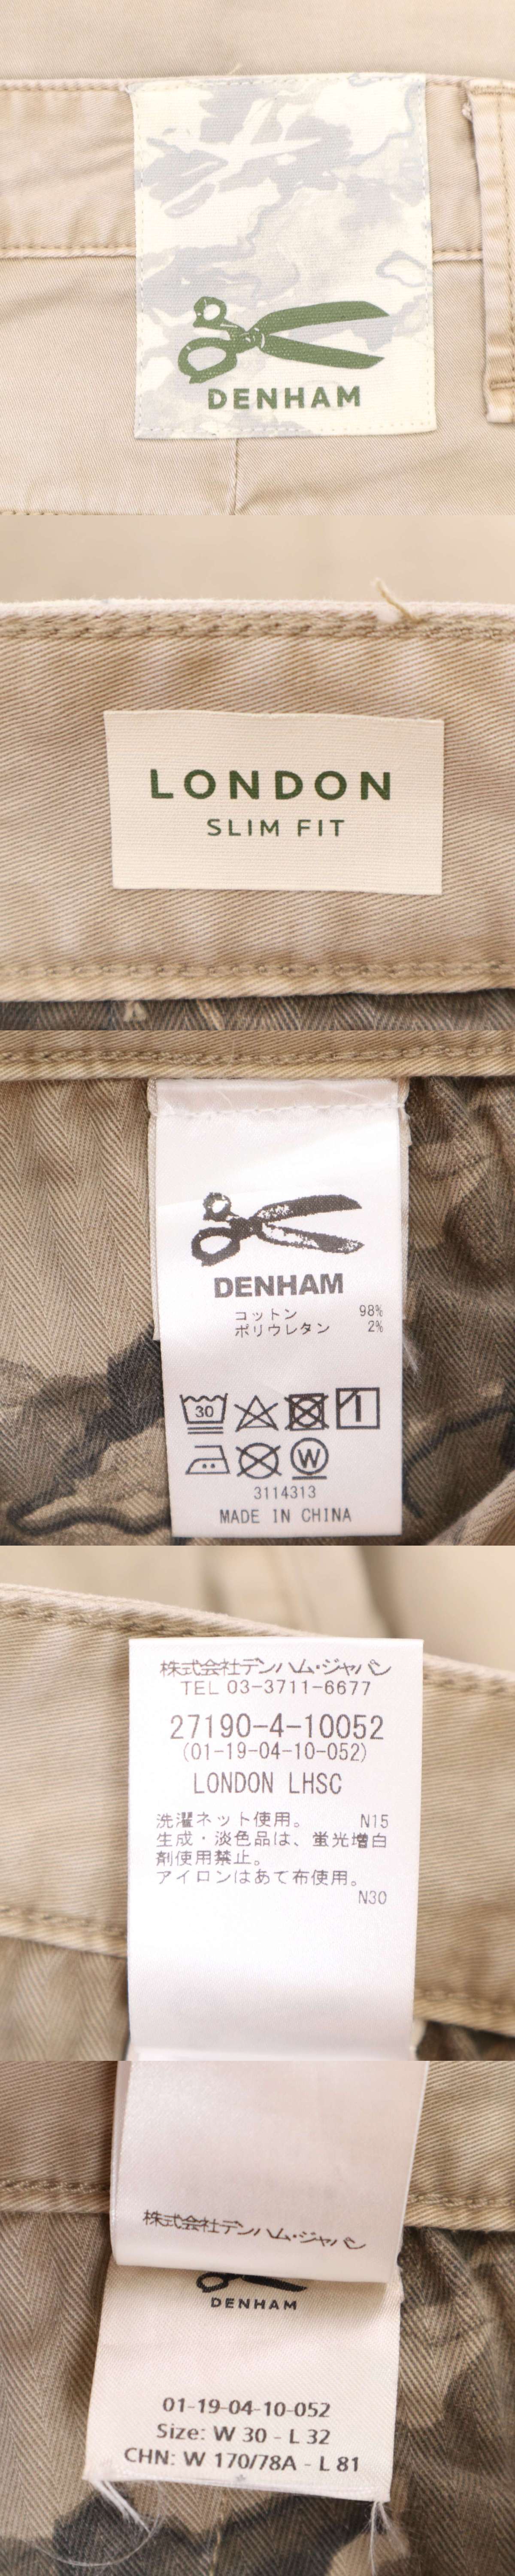 DENHAM
LONDON
SLIM FIT
DENHAM
コットン 98%
ポリウレタン 2%
30
W
3114313
MADE IN CHINA
株式会社デンハム・ジャパン
TEL 03-3711-6677
27190-4-10052
(01-19-04-10-052)
LONDON LHSC
洗濯ネット使用。 N15
生成・淡色品は、蛍光増白
剤使用禁止。
アイロンはあて布使用。
N30
株式会社デンハム・ジャパン
DENHAM
01-19-04-10-052
Size: W 30 - L 32
CHN: W 170/78A - L 81